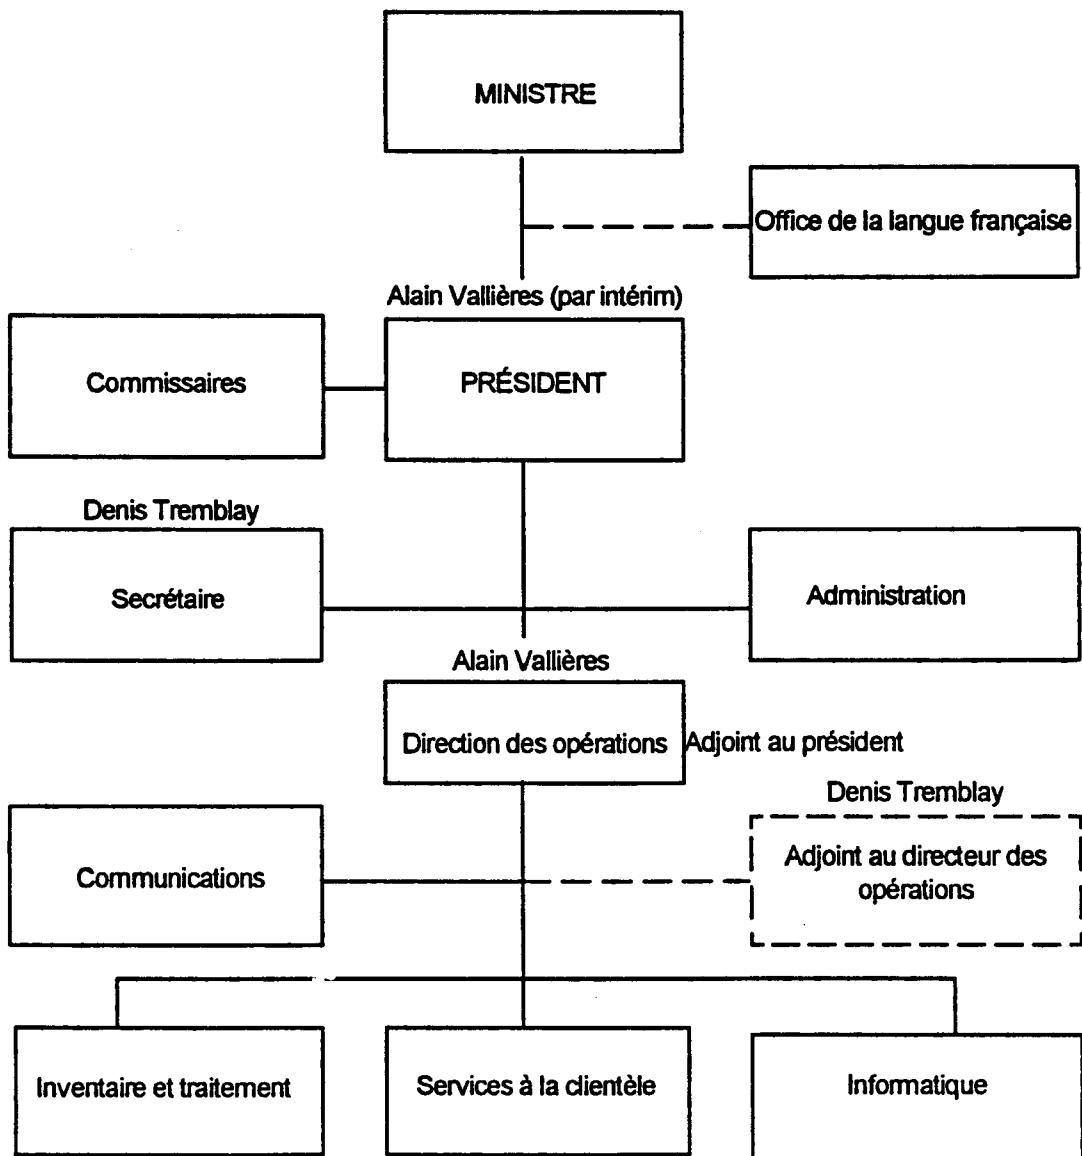 MINISTRE
Office de la langue française
Alain Vallières (par intérim)
Commissaires
PRÉSIDENT
Denis Tremblay
Secrétaire
Administration
Alain Vallières
Direction des opérations
Adjoint au président
Denis Tremblay
Communications
Adjoint au directeur des
opérations
Inventaire et traitement
Services à la clientèle
Informatique